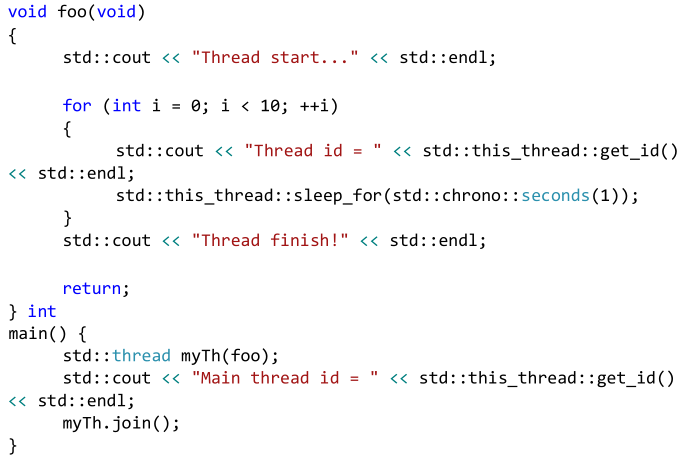 void foo(void)
{
std::cout << "Thread start..." << std::endl;
for (int i = 0; i < 10; ++i)
{
std::cout << "Thread id = " << std::this_thread::get_id()
<< std::endl;
std::this_thread::sleep_for(std::chrono::seconds(1));
}
std::cout << "Thread finish!" << std::endl;
return;
} int
main() {
std::thread myTh(foo);
std::cout << "Main thread id = " << std::this_thread::get_id()
<< std::endl;
myTh.join();
}